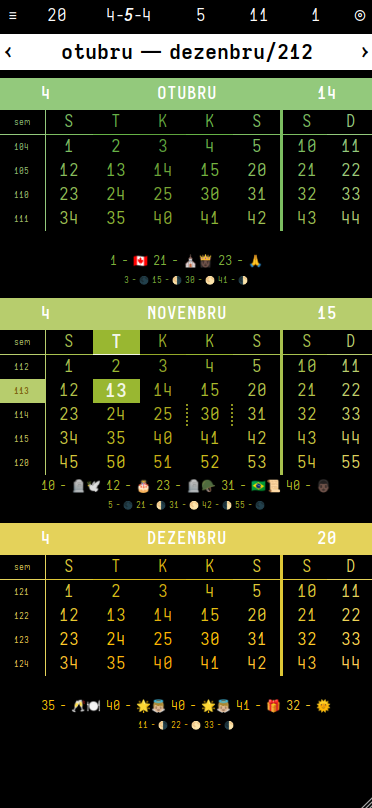 ≡ 20 4-5-4 5 11 1 ◎
‹ otubru — dezenbru/212 ›
4 OTUBRU 14
sem S T K K S S D
104 1 2 3 4 5 10 11
105 12 13 14 15 20 21 22
110 23 24 25 30 31 32 33
111 34 35 40 41 42 43 44
1 - 🇨🇦 21 - ⛪🤴🏿 23 - 🙏
3 - 🌑 15 - 🌓 30 - 🌕 41 - 🌗
4 NOVENBRU 15
sem S T K K S S D
112 1 2 3 4 5 10 11
113 12 13 14 15 20 21 22
114 23 24 25 30 31 32 33
115 34 35 40 41 42 43 44
120 45 50 51 52 53 54 55
10 - 🪦🕊 12 - 🎂 23 - 🪦🪖 31 - 🇧🇷📜 40 - 👨🏿
5 - 🌑 21 - 🌓 31 - 🌕 42 - 🌗 55 - 🌑
4 DEZENBRU 20
sem S T K K S S D
121 1 2 3 4 5 10 11
122 12 13 14 15 20 21 22
123 23 24 25 30 31 32 33
124 34 35 40 41 42 43 44
35 - 🥂🍽 40 - 🌟👼 40 - 🌟👼 41 - 🎁 32 - 🌞
11 - 🌓 22 - 🌕 33 - 🌗